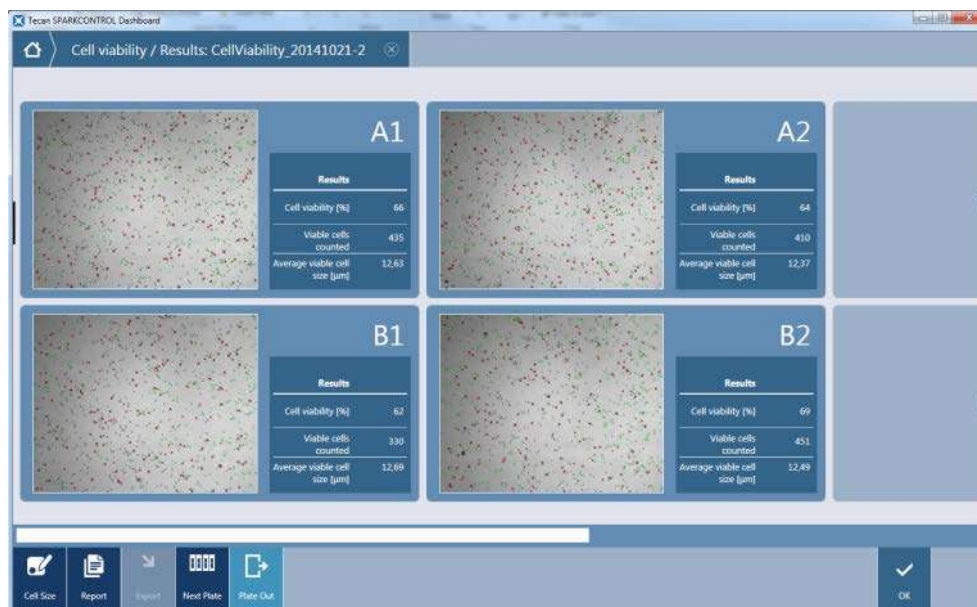 Tecan SPARKCONTROL Dashboard
Cell viability / Results: CellViability_20141021-2
A1
Results
Cell viability [%] 66
Viable cells
counted 435
Average viable cell
size [µm] 12,63
A2
Results
Cell viability [%] 64
Viable cells
counted 410
Average viable cell
size [µm] 12,37
B1
Results
Cell viability [%] 62
Viable cells
counted 330
Average viable cell
size [µm] 12,69
B2
Results
Cell viability [%] 69
Viable cells
counted 451
Average viable cell
size [µm] 12,49
Cell Size Report Export Next Plate Plate Out OK